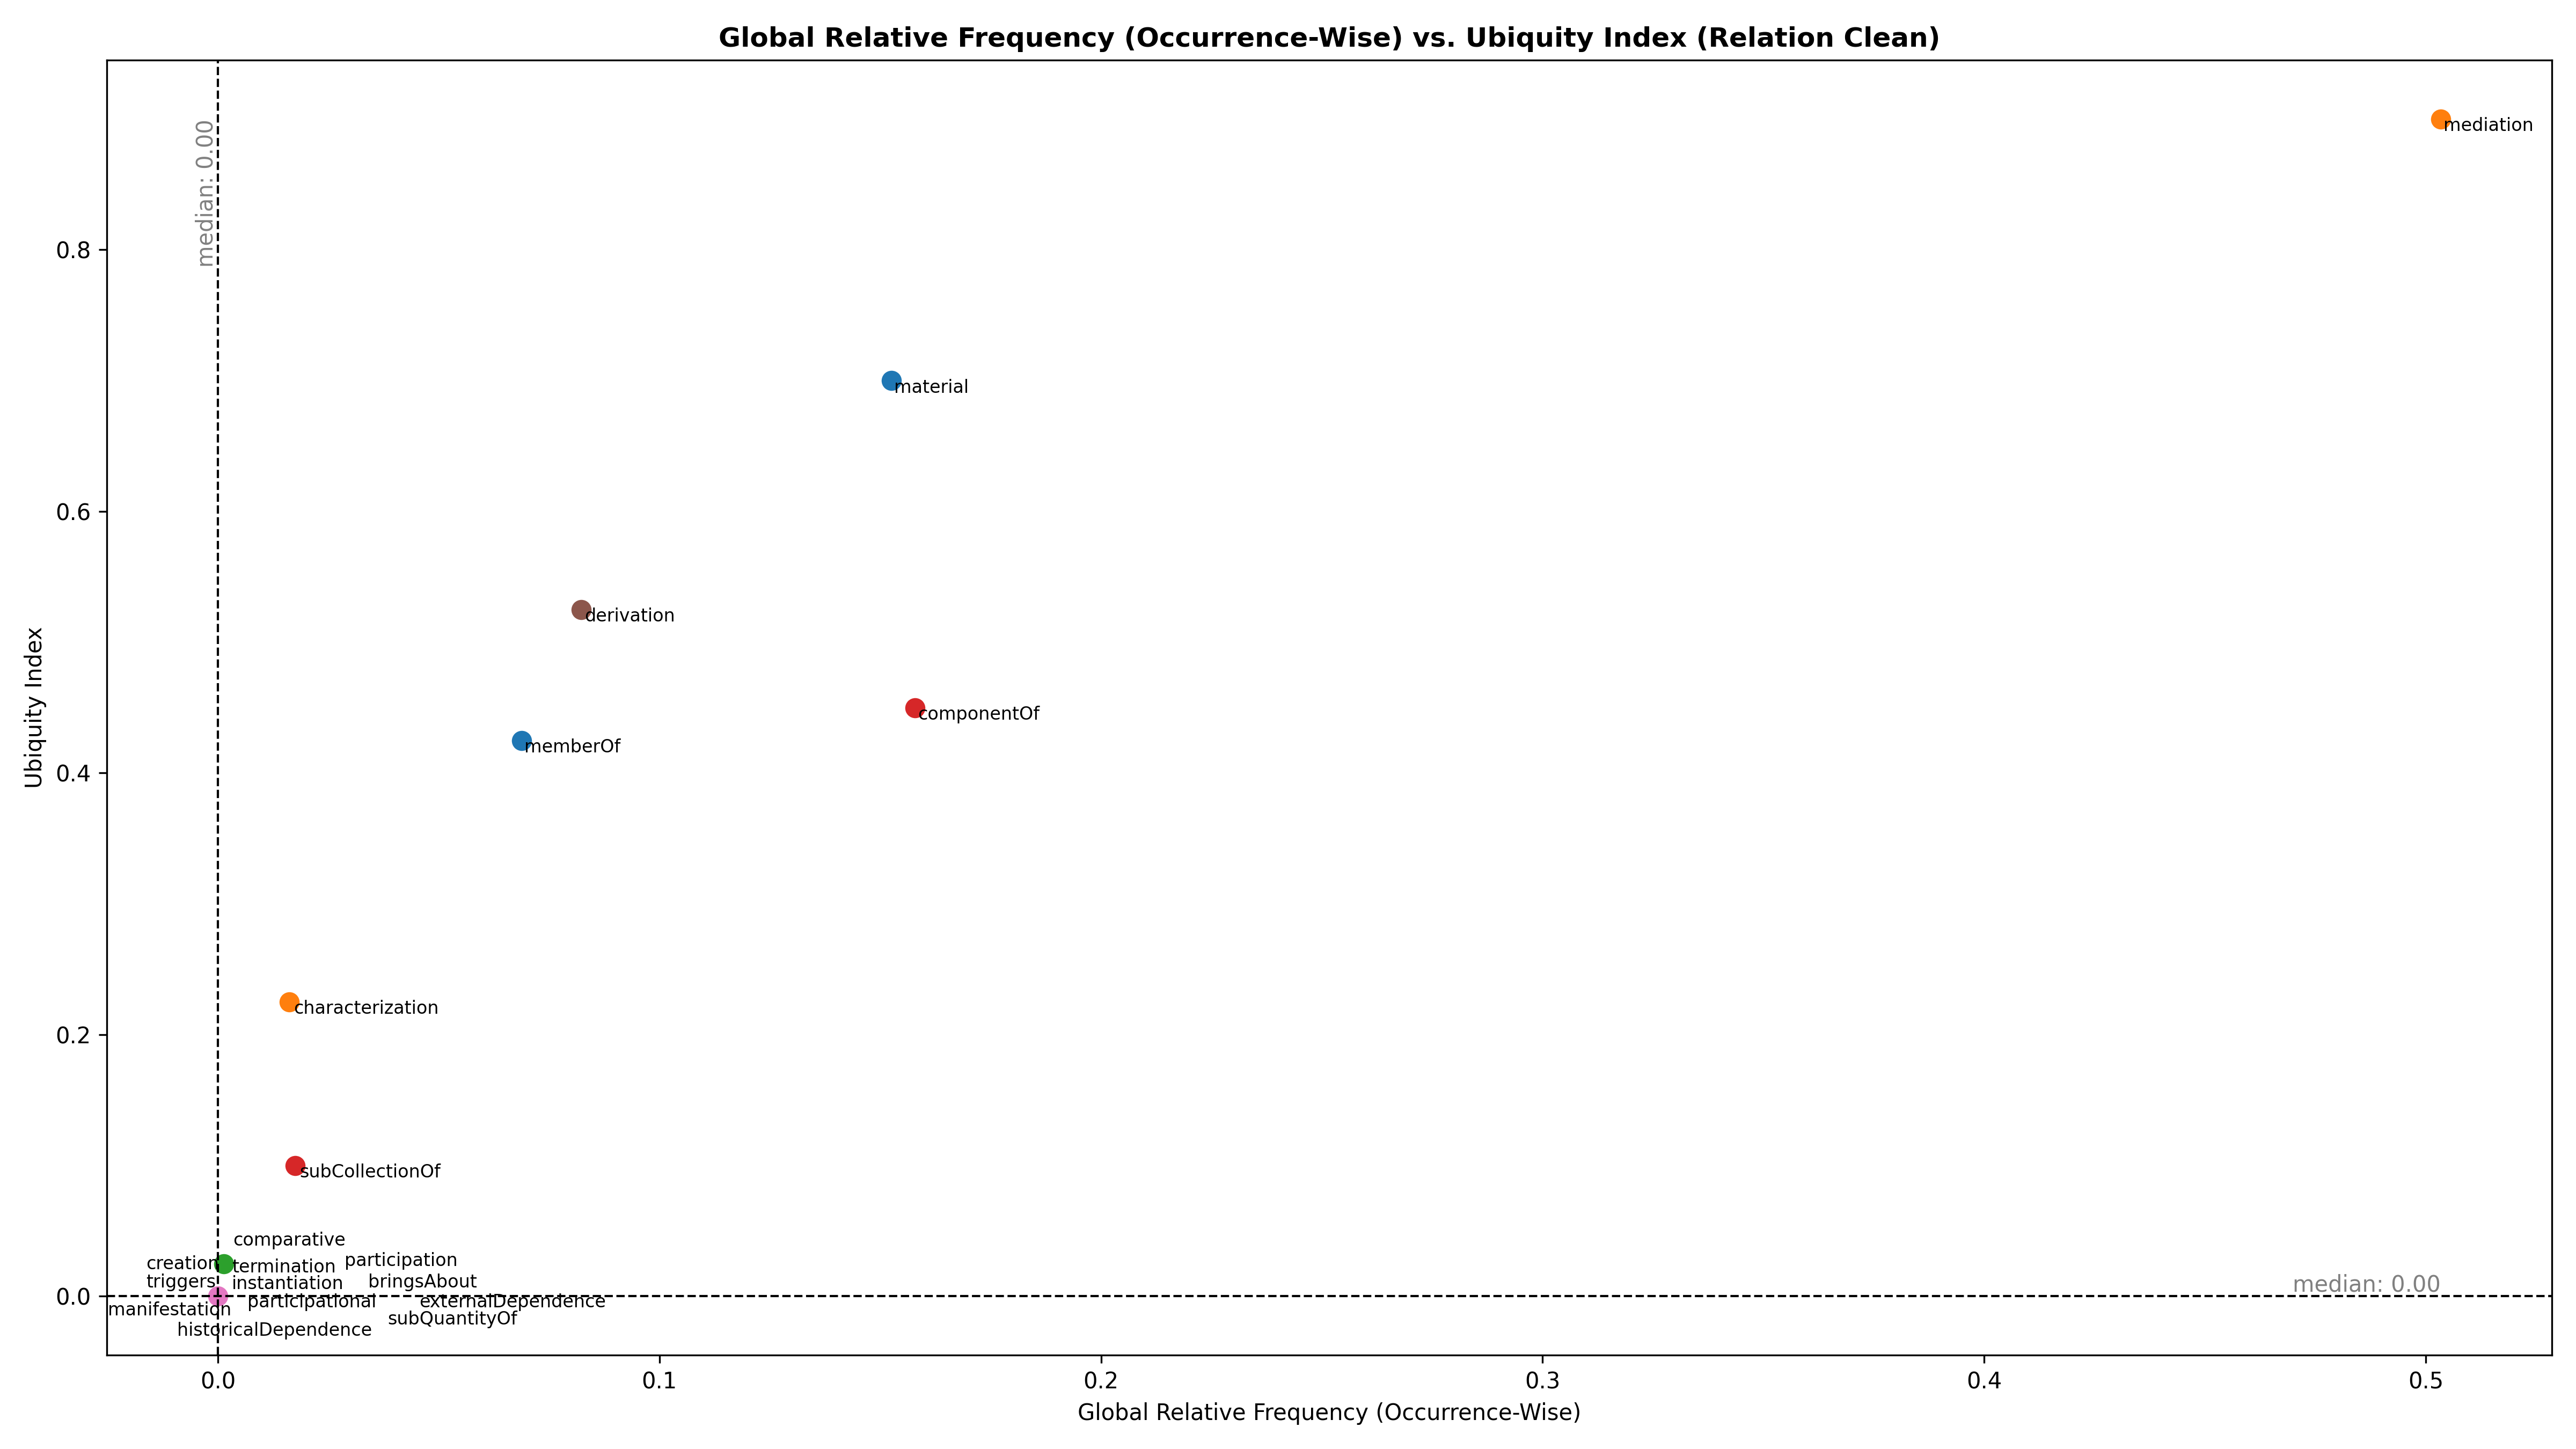 Global Relative Frequency (Occurrence-Wise) vs. Ubiquity Index (Relation Clean)
median: 0.00
mediation
0.8
material
0.6
derivation
componentOf
memberOf
Ubiquity Index
0.4
characterization
0.2
subCollectionOf
comparative
creation
termination
participation
triggers
instantiation
bringsAbout
median: 0.00
0.0
manifestation
participational
externalDependence
subQuantityOf
historicalDependence
0.0
0.1
0.2
0.3
0.4
0.5
Global Relative Frequency (Occurrence-Wise)